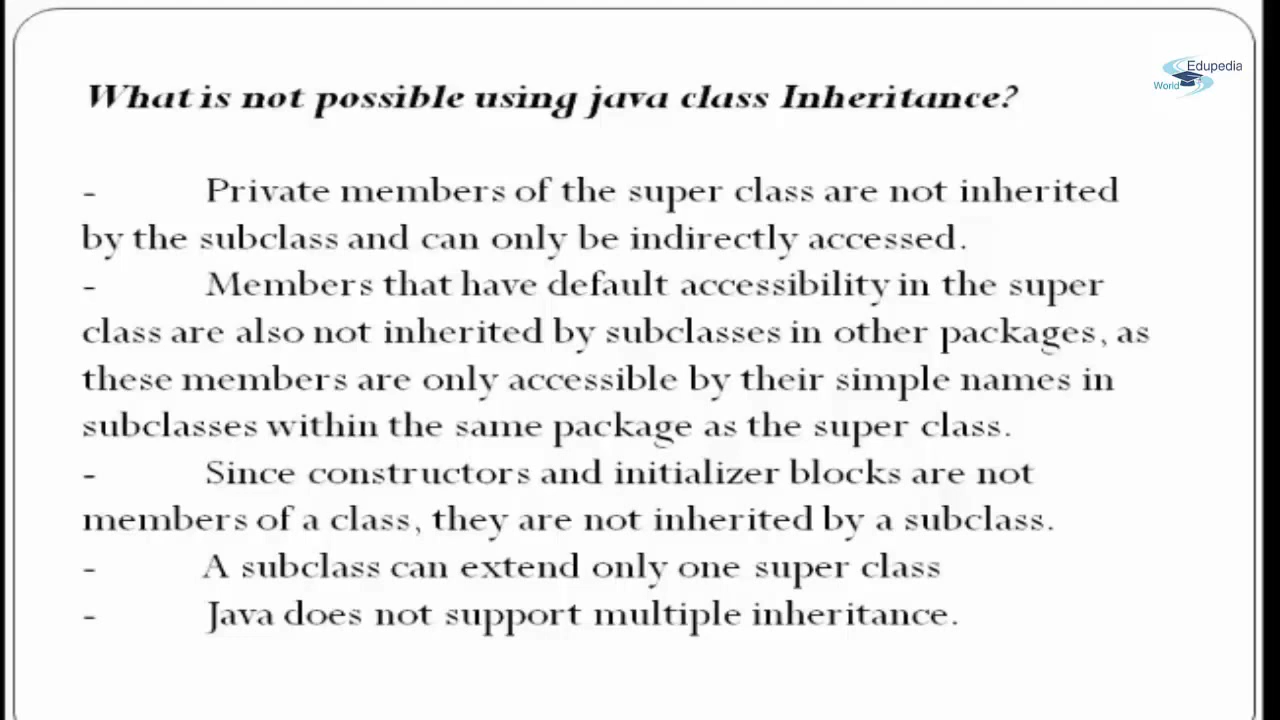 Edupedia
World
What is not possible using java class Inheritance?
- Private members of the super class are not inherited
by the subclass and can only be indirectly accessed.
- Members that have default accessibility in the super
class are also not inherited by subclasses in other packages, as
these members are only accessible by their simple names in
subclasses within the same package as the super class.
- Since constructors and initializer blocks are not
members of a class, they are not inherited by a subclass.
- A subclass can extend only one super class
- Java does not support multiple inheritance.